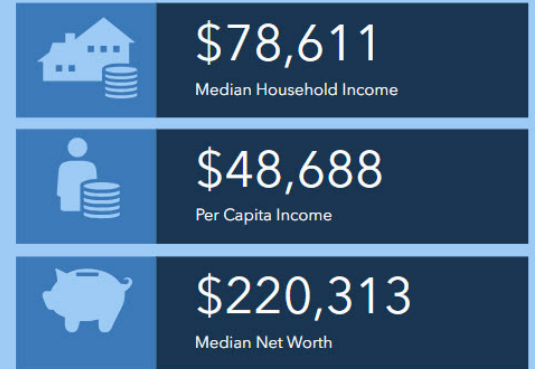 $78,611
Median Household Income
$48,688
Per Capita Income
$220,313
Median Net Worth